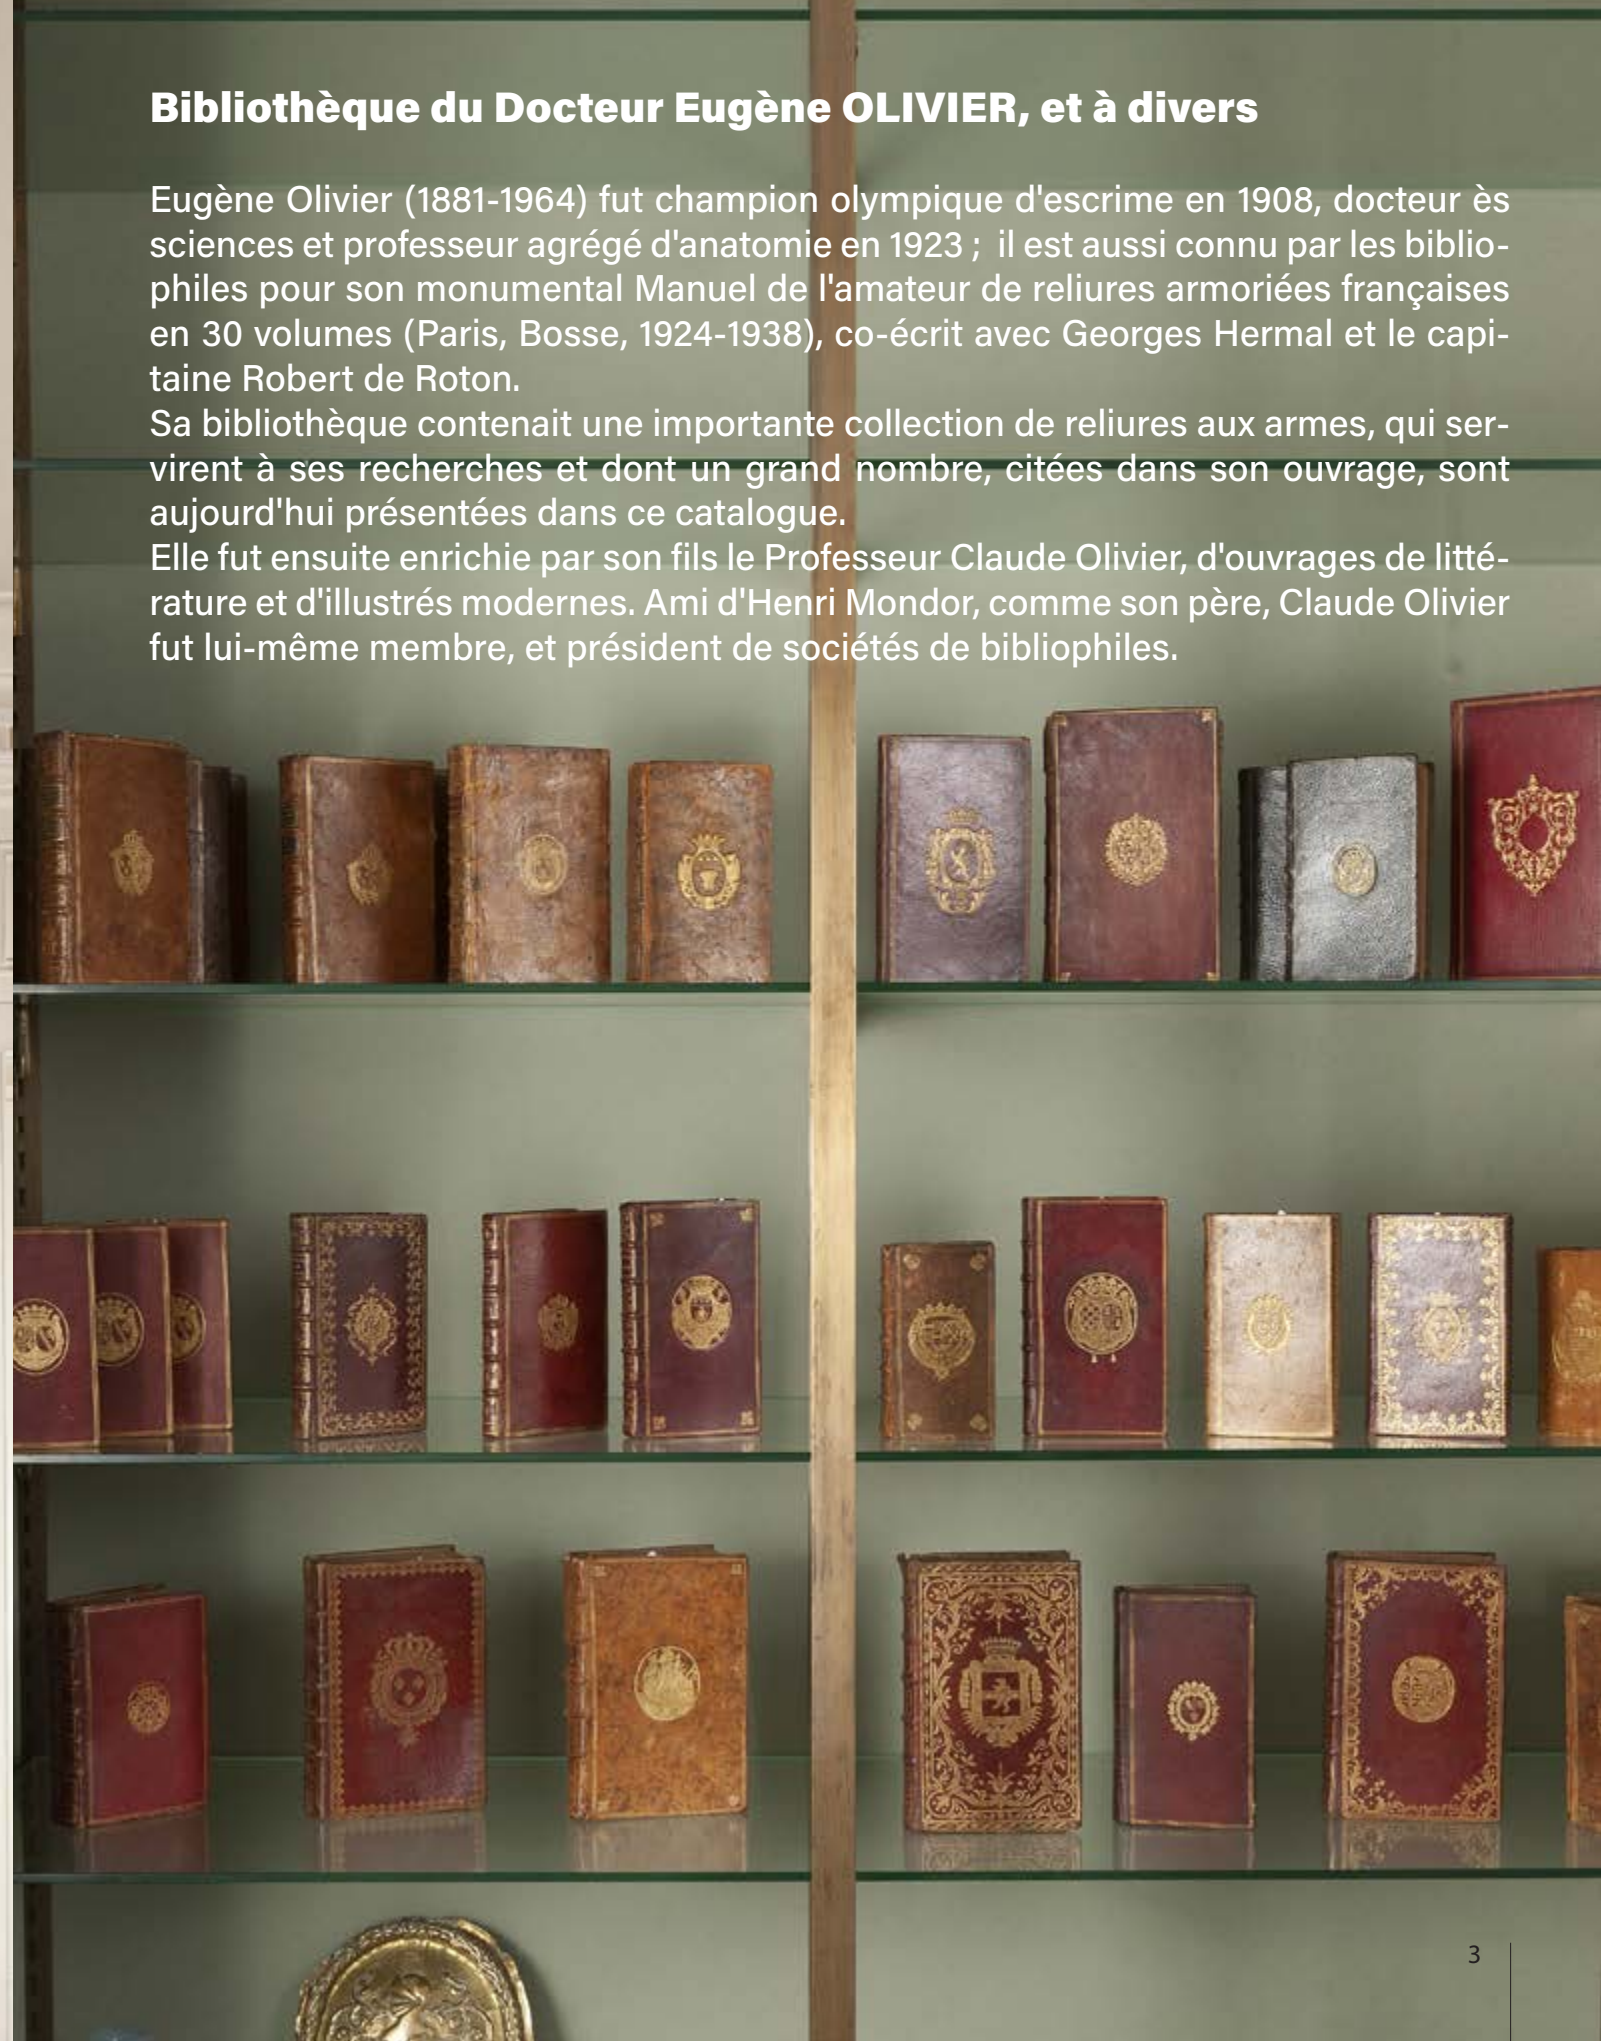 Bibliothèque du Docteur Eugène OLIVIER, et à divers
Eugène Olivier (1881-1964) fut champion olympique d'escrime en 1908, docteur ès
sciences et professeur agrégé d'anatomie en 1923 ;  il est aussi connu par les biblio-
philes pour son monumental Manuel de l'amateur de reliures armoriées françaises
en 30 volumes (Paris, Bosse, 1924-1938), co-écrit avec Georges Hermal et le capi-
taine Robert de Roton.
Sa bibliothèque contenait une importante collection de reliures aux armes, qui ser-
virent à ses recherches et dont un grand nombre, citées dans son ouvrage, sont
aujourd'hui présentées dans ce catalogue.
Elle fut ensuite enrichie par son fils le Professeur Claude Olivier, d'ouvrages de litté-
rature et d'illustrés modernes. Ami d'Henri Mondor, comme son père, Claude Olivier
fut lui-même membre, et président de sociétés de bibliophiles.
3